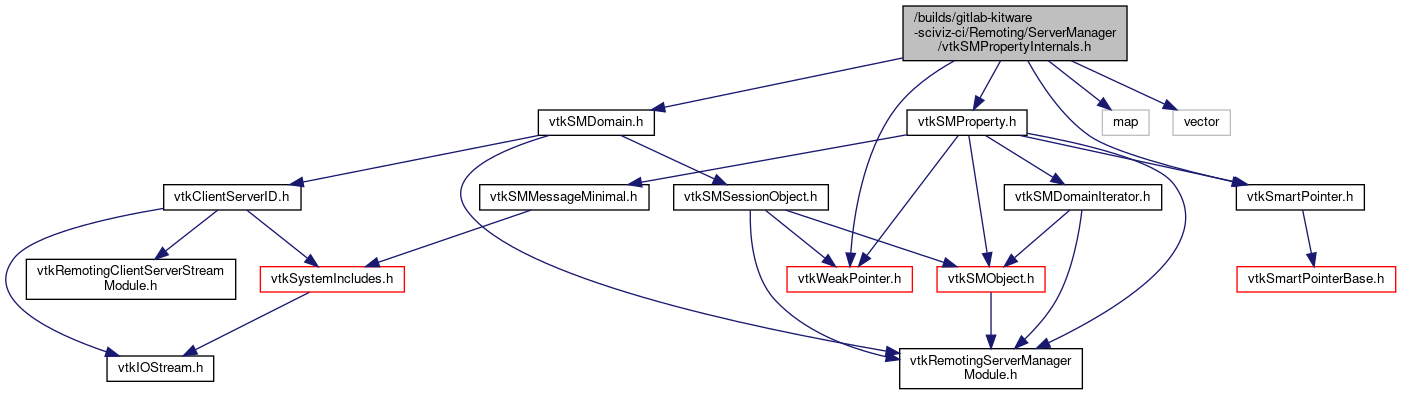 /builds/gitlab-kitware
-sciviz-ci/Remoting/ServerManager
/vtkSMPropertyInternals.h
vtkSMDomain.h
vtkSMProperty.h
map
vector
vtkClientServerID.h
vtkSMMessageMinimal.h
vtkSMSessionObject.h
vtkSMDomainIterator.h
vtkSmartPointer.h
vtkRemotingClientServerStream
Module.h
vtkSystemIncludes.h
vtkWeakPointer.h
vtkSMObject.h
vtkSmartPointerBase.h
vtkIOStream.h
vtkRemotingServerManager
Module.h